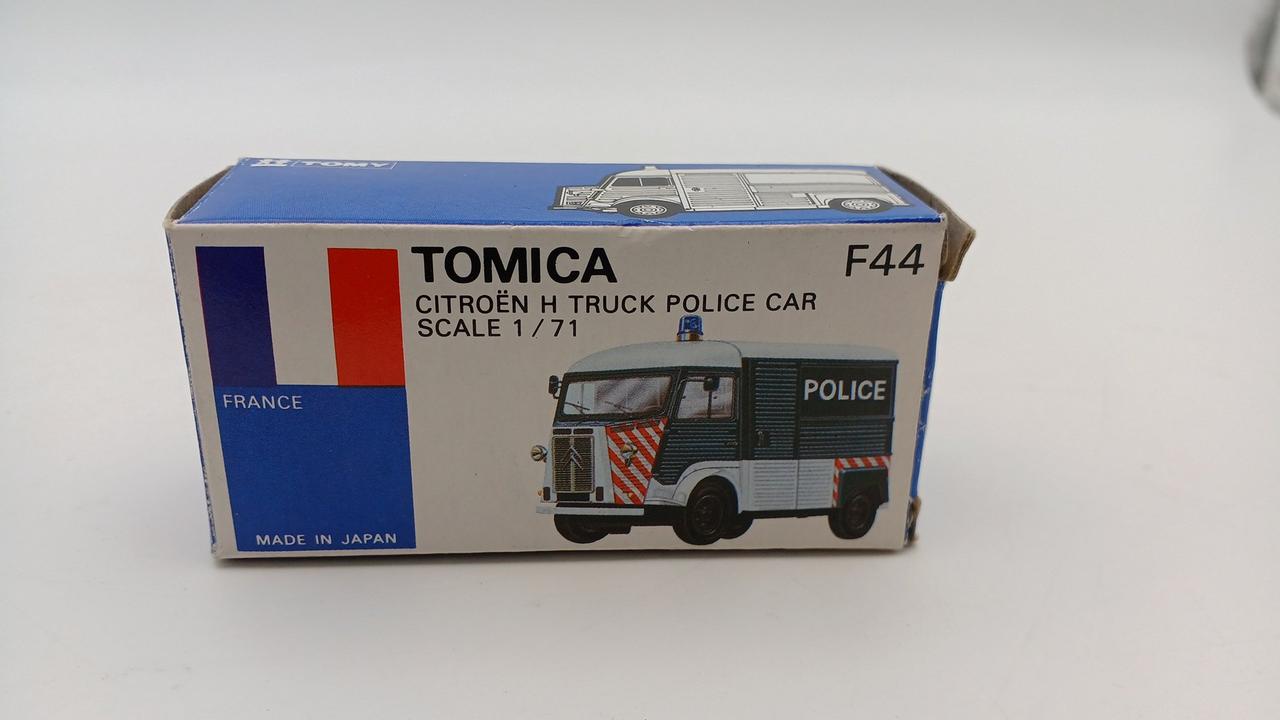 TOMY
TOMICA
F44
CITROËN H TRUCK POLICE CAR
SCALE 1/71
FRANCE
POLICE
MADE IN JAPAN